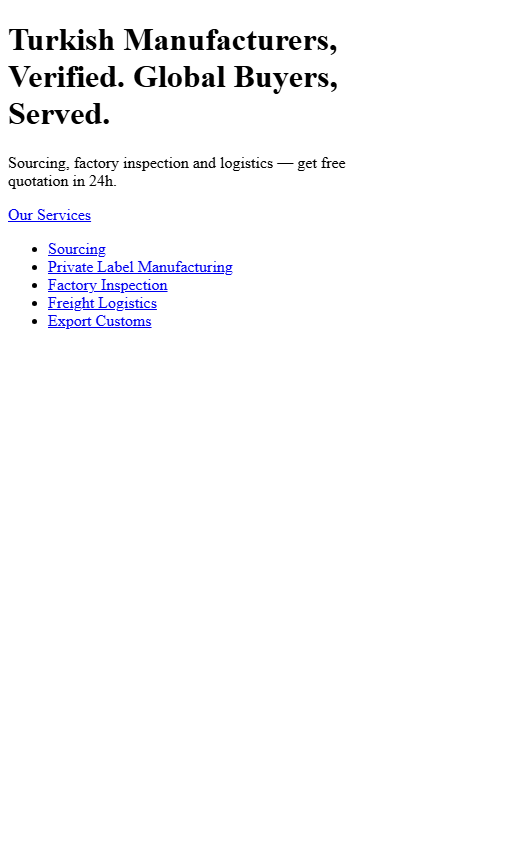 Turkish Manufacturers,
Verified. Global Buyers,
Served.
Sourcing, factory inspection and logistics — get free
quotation in 24h.
Our Services
Sourcing
Private Label Manufacturing
Factory Inspection
Freight Logistics
Export Customs